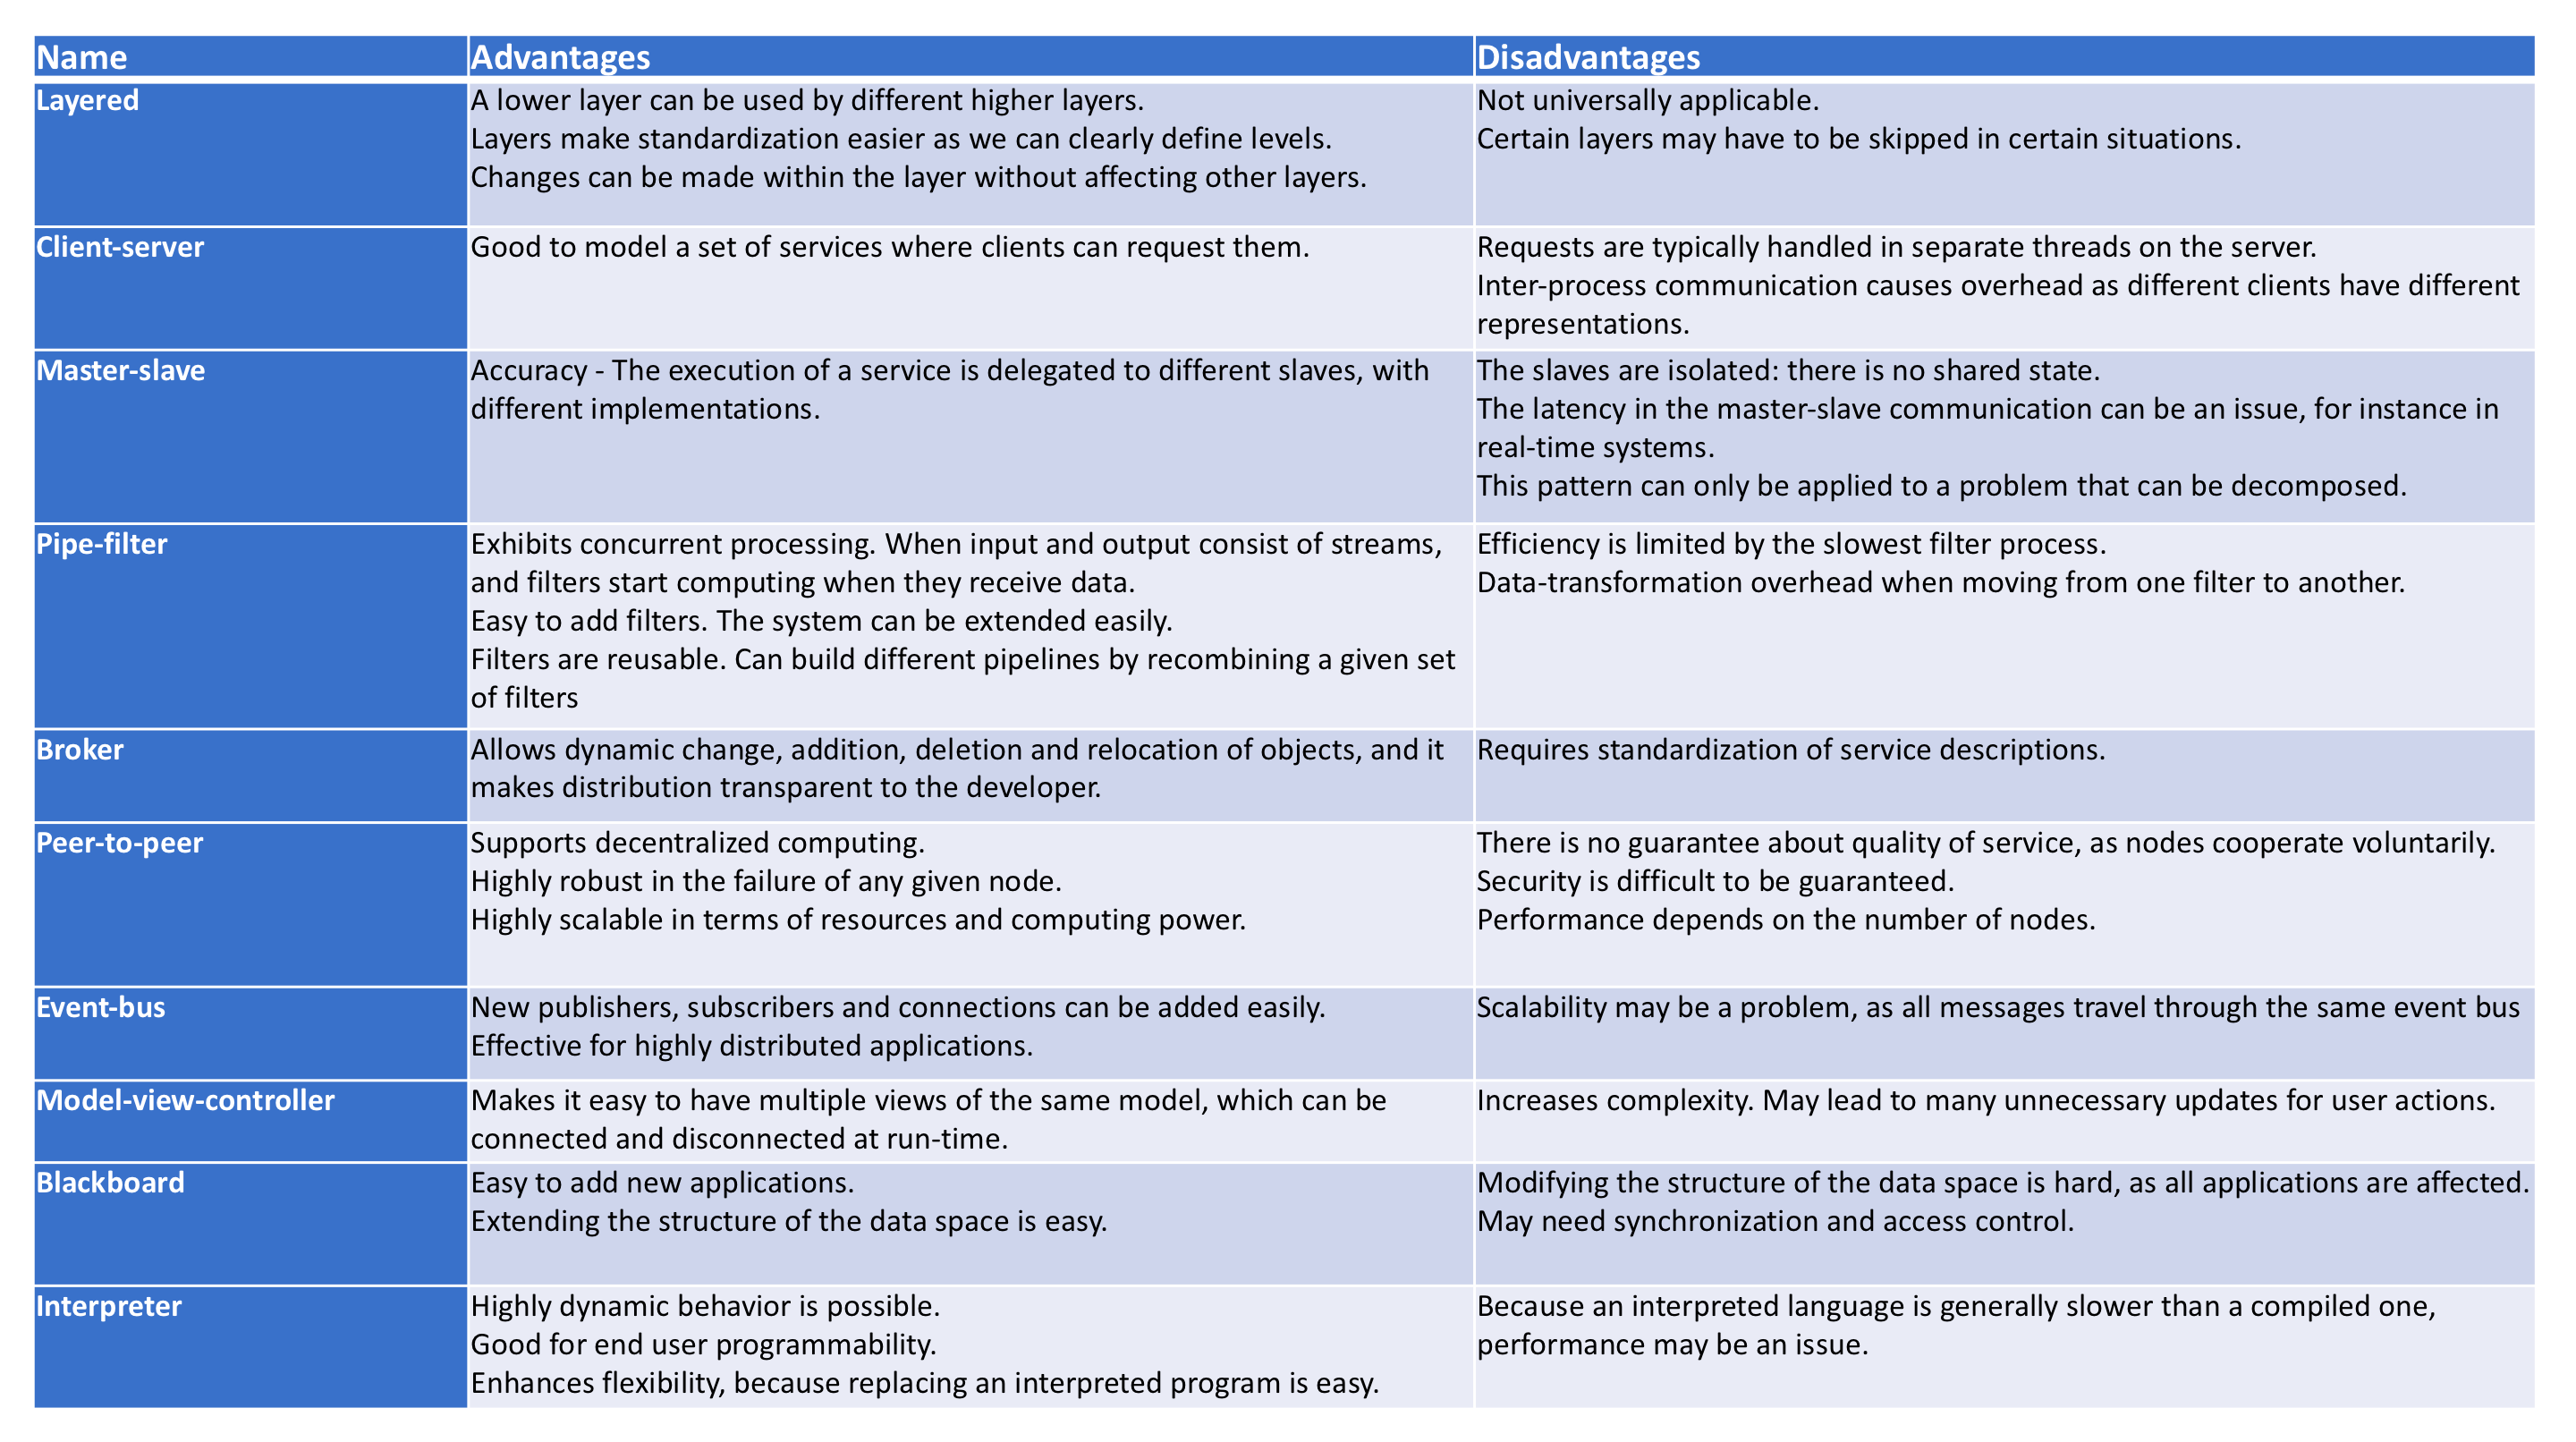 Name
Advantages
Disadvantages
Layered
A lower layer can be used by different higher layers.
Layers make standardization easier as we can clearly define levels.
Changes can be made within the layer without affecting other layers.
Not universally applicable.
Certain layers may have to be skipped in certain situations.
Client-server
Good to model a set of services where clients can request them.
Requests are typically handled in separate threads on the server.
Inter-process communication causes overhead as different clients have different
representations.
Master-slave
Accuracy - The execution of a service is delegated to different slaves, with
different implementations.
The slaves are isolated: there is no shared state.
The latency in the master-slave communication can be an issue, for instance in
real-time systems.
This pattern can only be applied to a problem that can be decomposed.
Pipe-filter
Exhibits concurrent processing. When input and output consist of streams,
and filters start computing when they receive data.
Easy to add filters. The system can be extended easily.
Filters are reusable. Can build different pipelines by recombining a given set
of filters
Efficiency is limited by the slowest filter process.
Data-transformation overhead when moving from one filter to another.
Broker
Allows dynamic change, addition, deletion and relocation of objects, and it
makes distribution transparent to the developer.
Requires standardization of service descriptions.
Peer-to-peer
Supports decentralized computing.
Highly robust in the failure of any given node.
Highly scalable in terms of resources and computing power.
There is no guarantee about quality of service, as nodes cooperate voluntarily.
Security is difficult to be guaranteed.
Performance depends on the number of nodes.
Event-bus
New publishers, subscribers and connections can be added easily.
Effective for highly distributed applications.
Scalability may be a problem, as all messages travel through the same event bus
Model-view-controller
Makes it easy to have multiple views of the same model, which can be
connected and disconnected at run-time.
Increases complexity. May lead to many unnecessary updates for user actions.
Blackboard
Easy to add new applications.
Extending the structure of the data space is easy.
Modifying the structure of the data space is hard, as all applications are affected.
May need synchronization and access control.
Interpreter
Highly dynamic behavior is possible.
Good for end user programmability.
Enhances flexibility, because replacing an interpreted program is easy.
Because an interpreted language is generally slower than a compiled one,
performance may be an issue.